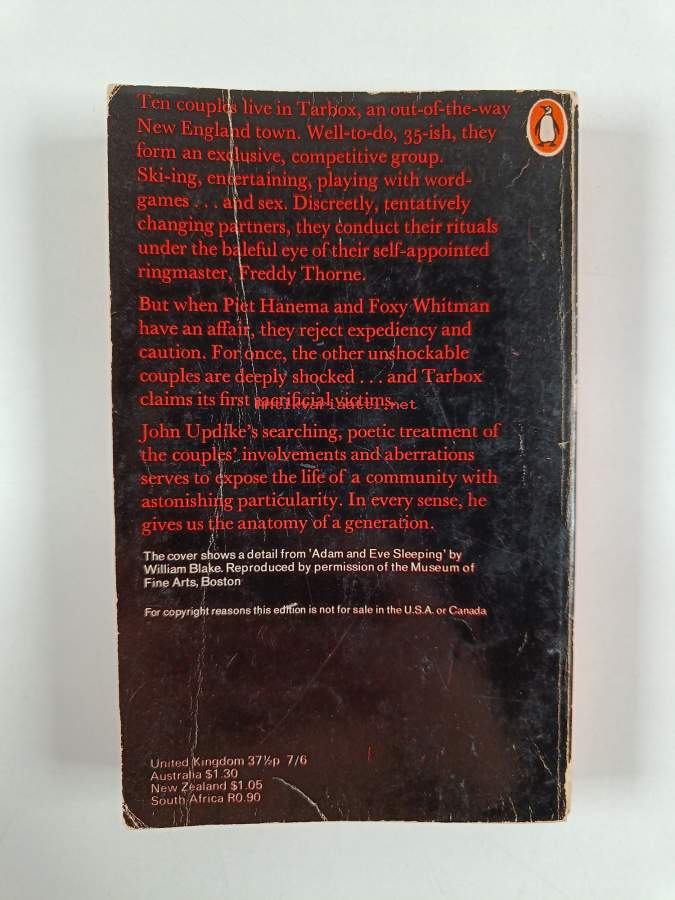 Ten couples live in Tarbox, an out-of-the-way
New England town. Well-to-do, 35-ish, they
form an exclusive, competitive group.
Ski-ing, entertaining, playing with word-
games . . . and sex. Discreetly, tentatively
changing partners, they conduct their rituals
under the baleful eye of their self-appointed
ringmaster, Freddy Thorne.
But when Piet Hanema and Foxy Whitman
have an affair, they reject expediency and
caution. For once, the other unshockable
couples are deeply shocked . . . and Tarbox
claims its first sacrificial victims.
John Updike's searching, poetic treatment of
the couples' involvements and aberrations
serves to expose the life of a community with
astonishing particularity. In every sense, he
gives us the anatomy of a generation.
The cover shows a detail from 'Adam and Eve Sleeping' by
William Blake. Reproduced by permission of the Museum of
Fine Arts, Boston
For copyright reasons this edition is not for sale in the U.S.A. or Canada
United Kingdom 37½p 7/6
Australia $1.30
New Zealand $1.05
South Africa R0.90